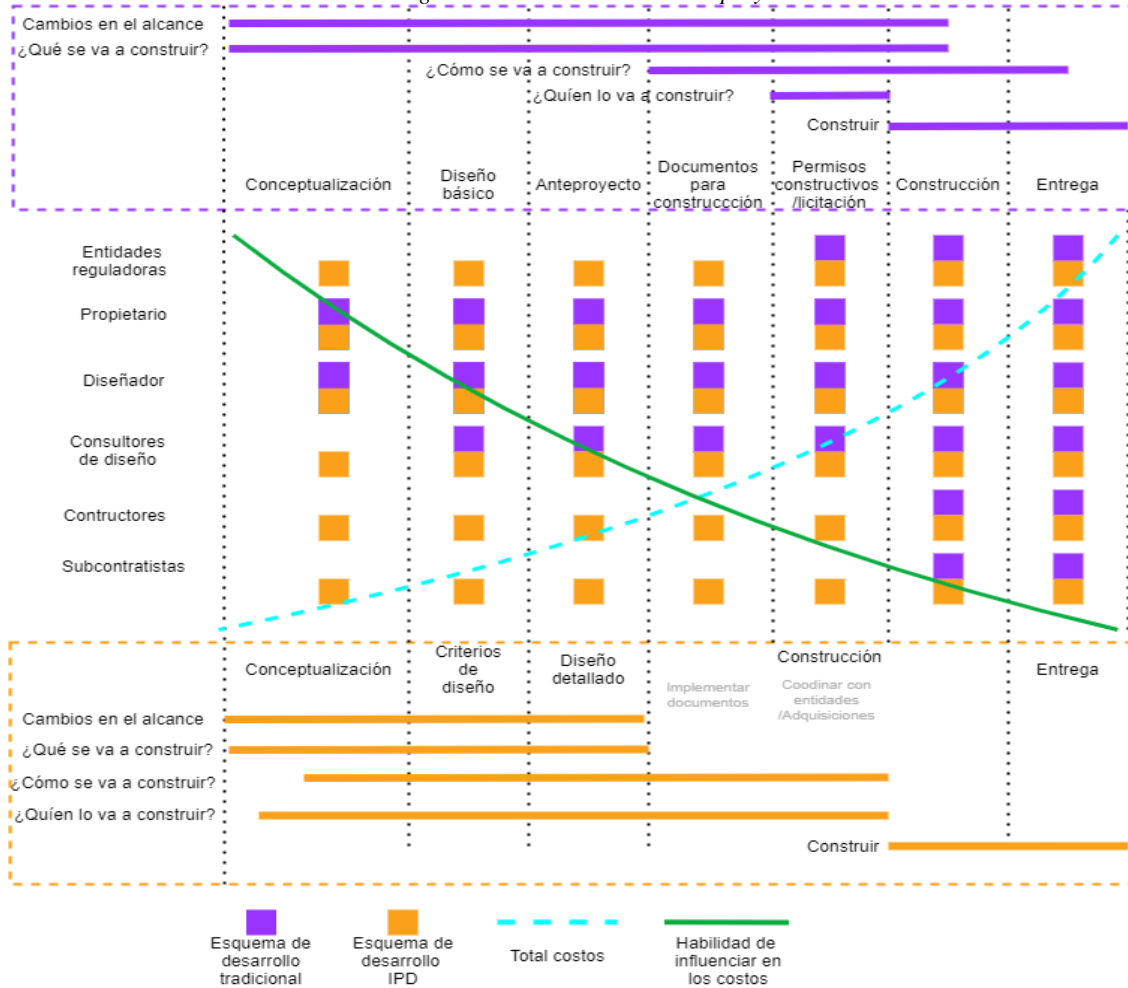 Cambios en el alcance
¿Qué se va a construir?
¿Cómo se va a construir?
¿Quíen lo va a construir?
Construir
Conceptualización
Diseño
básico
Anteproyecto
Documentos
para
construccción
Permisos
constructivos
/licitación
Construcción
Entrega
Entidades
reguladoras
Propietario
Diseñador
Consultores
de diseño
Contructores
Subcontratistas
Conceptualización
Criterios
de
diseño
Diseño
detallado
Implementar
documentos
Construcción
Coodinar con
entidades
/Adquisiciones
Entrega
Cambios en el alcance
¿Qué se va a construir?
¿Cómo se va a construir?
¿Quíen lo va a construir?
Construir
Esquema de
desarrollo
tradicional
Esquema de
desarrollo
IPD
Total costos
Habilidad de
influenciar en
los costos